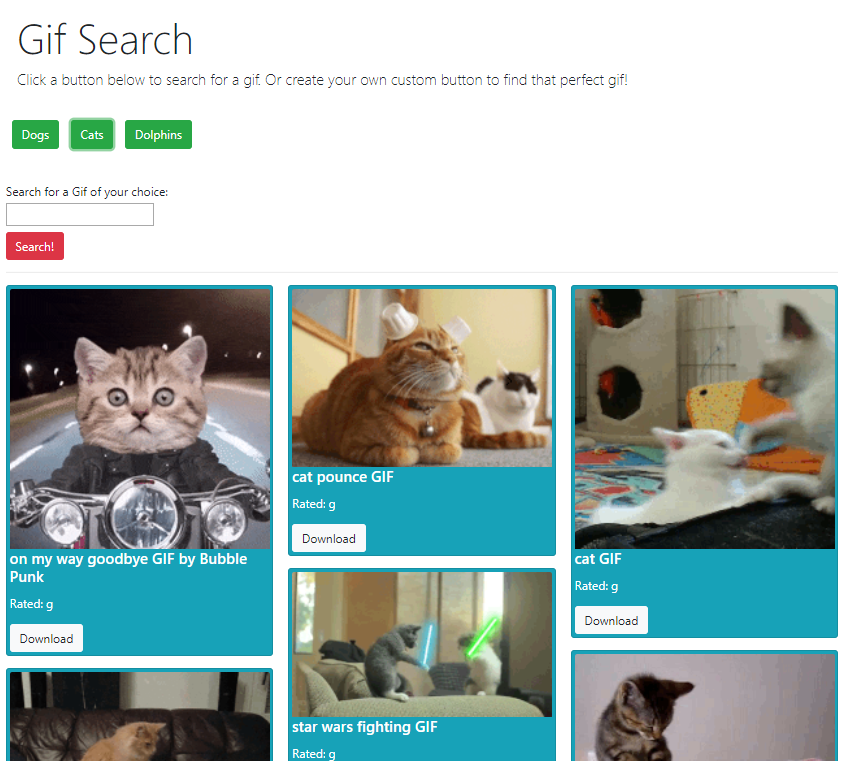 Gif Search
Click a button below to search for a gif. Or create your own custom button to find that perfect gif!
Dogs
Cats
Dolphins
Search for a Gif of your choice:
Search!
on my way goodbye GIF by Bubble
Punk
Rated: g
Download
cat pounce GIF
Rated: g
Download
star wars fighting GIF
Rated: g
cat GIF
Rated: g
Download